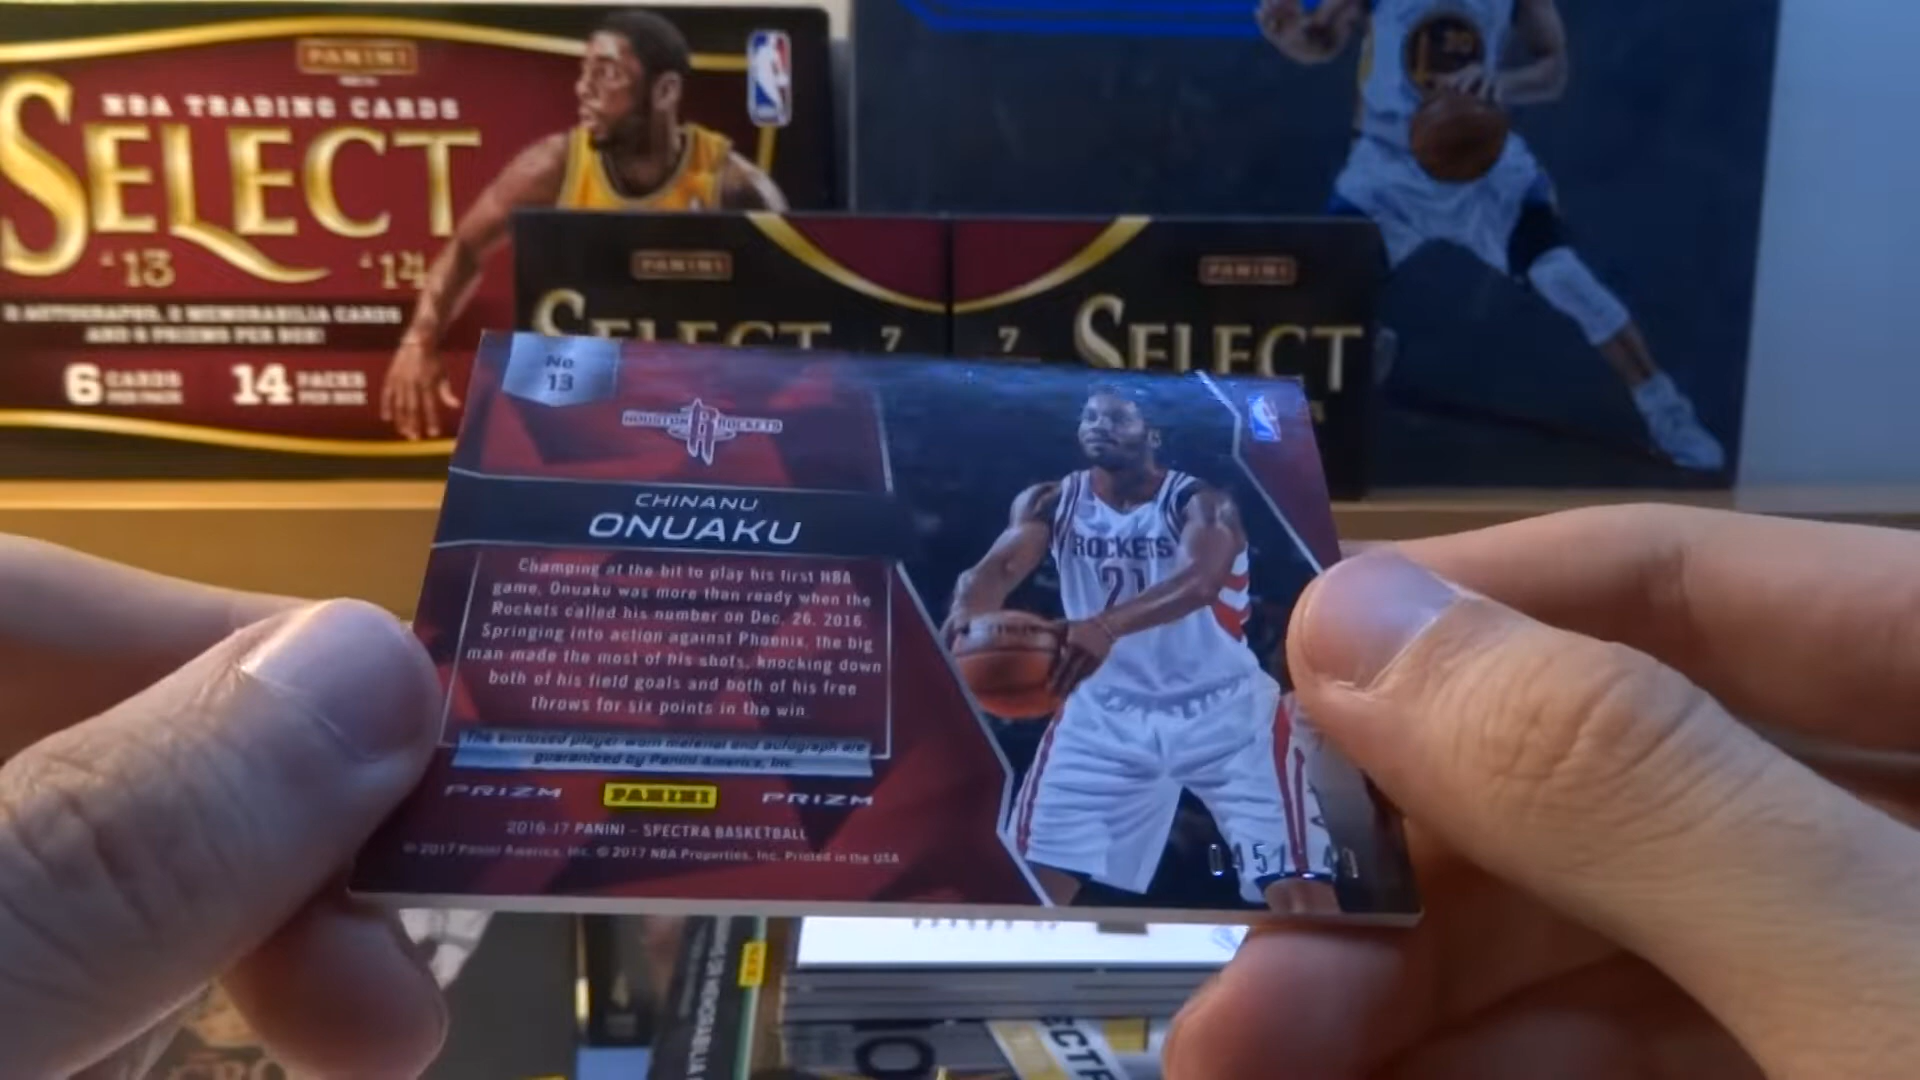 PANINI
NBA TRADING CARDS
SELECT
'13 '14
2 AUTOGRAPHS, 2 MEMORABILIA CARDS
AND 6 PRIZMS PER BOX!
6 CARDS PER PACK 14 PACKS PER BOX
30
PANINI
SELECT 7
PANINI
7 SELECT
No
13
HOUSTON R ROCKETS
CHINANU
ONUAKU
Champing at the bit to play his first NBA
game, Onuaku was more than ready when the
Rockets called his number on Dec. 26, 2016.
Springing into action against Phoenix, the big
man made the most of his shots, knocking down
both of his field goals and both of his free
throws for six points in the win.
The enclosed player-worn material and autograph are
guaranteed by Panini America, Inc.
PRIZM PANINI PRIZM
2016-17 PANINI – SPECTRA BASKETBALL
© 2017 Panini America, Inc. © 2017 NBA Properties, Inc. Printed in the USA
ROCKETS
21